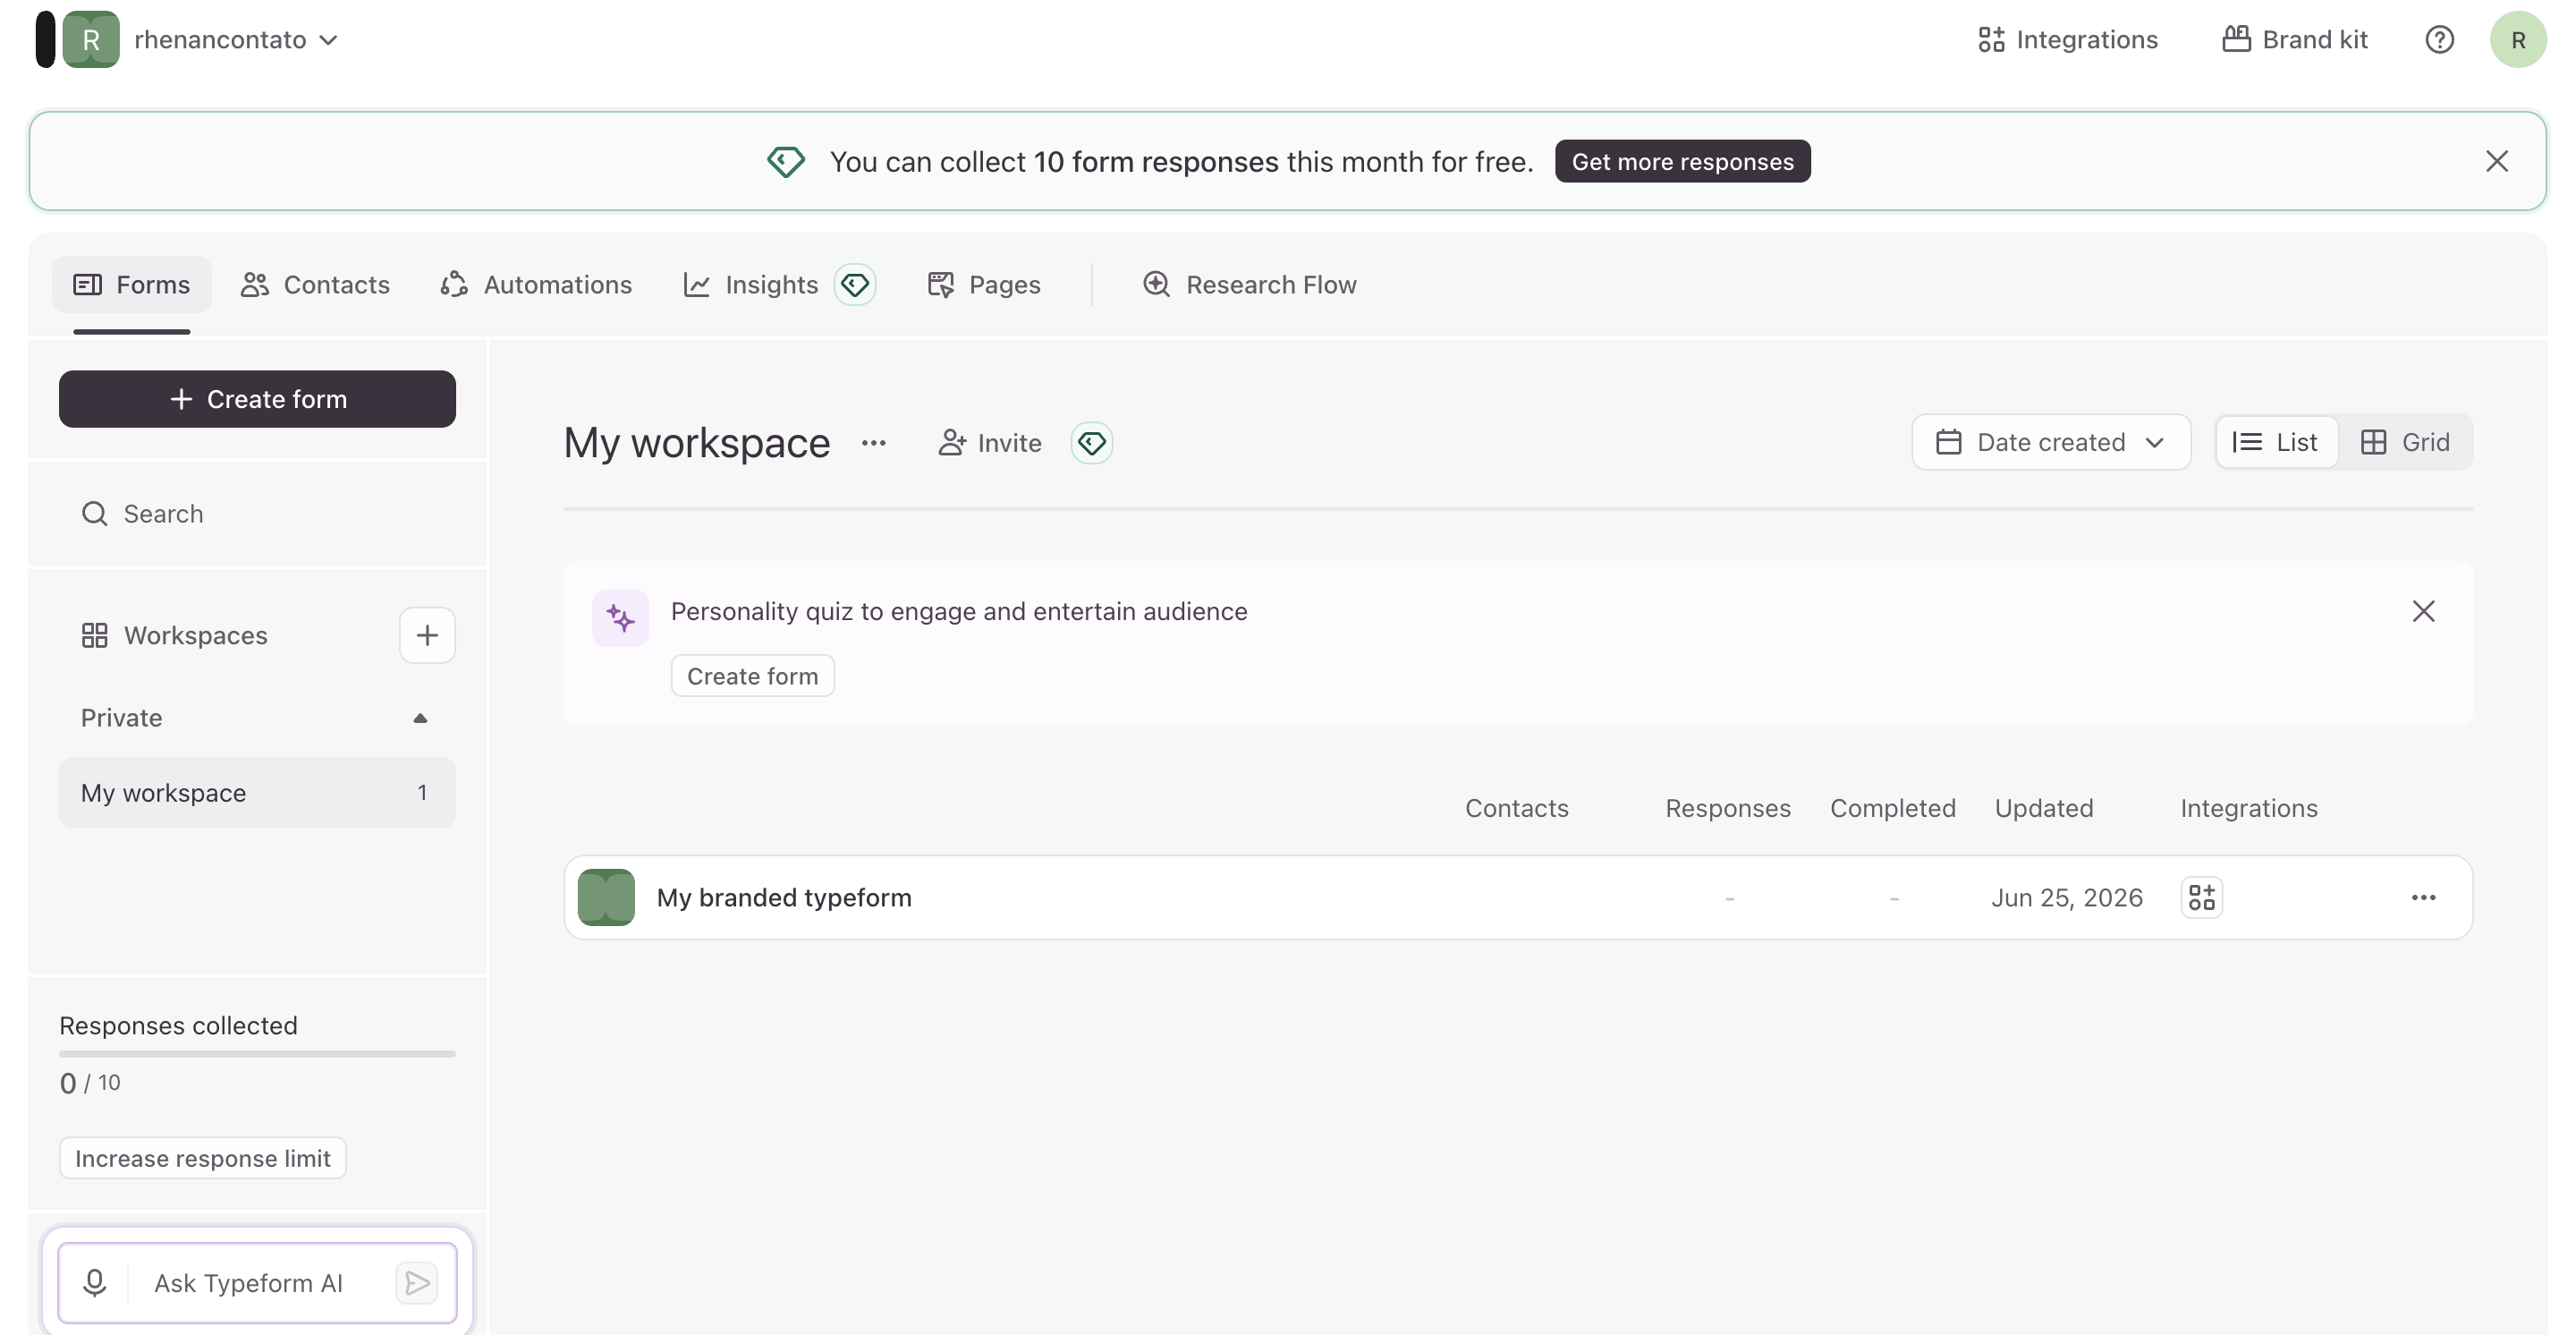 R rhenancontato Integrations Brand kit R
You can collect 10 form responses this month for free. Get more responses
Forms Contacts Automations Insights Pages Research Flow
+ Create form
Search
Workspaces +
Private
My workspace 1
Responses collected
0 / 10
Increase response limit
Ask Typeform AI
My workspace ... Invite Date created List Grid
Personality quiz to engage and entertain audience
Create form
Contacts Responses Completed Updated Integrations
My branded typeform - - Jun 25, 2026 ...